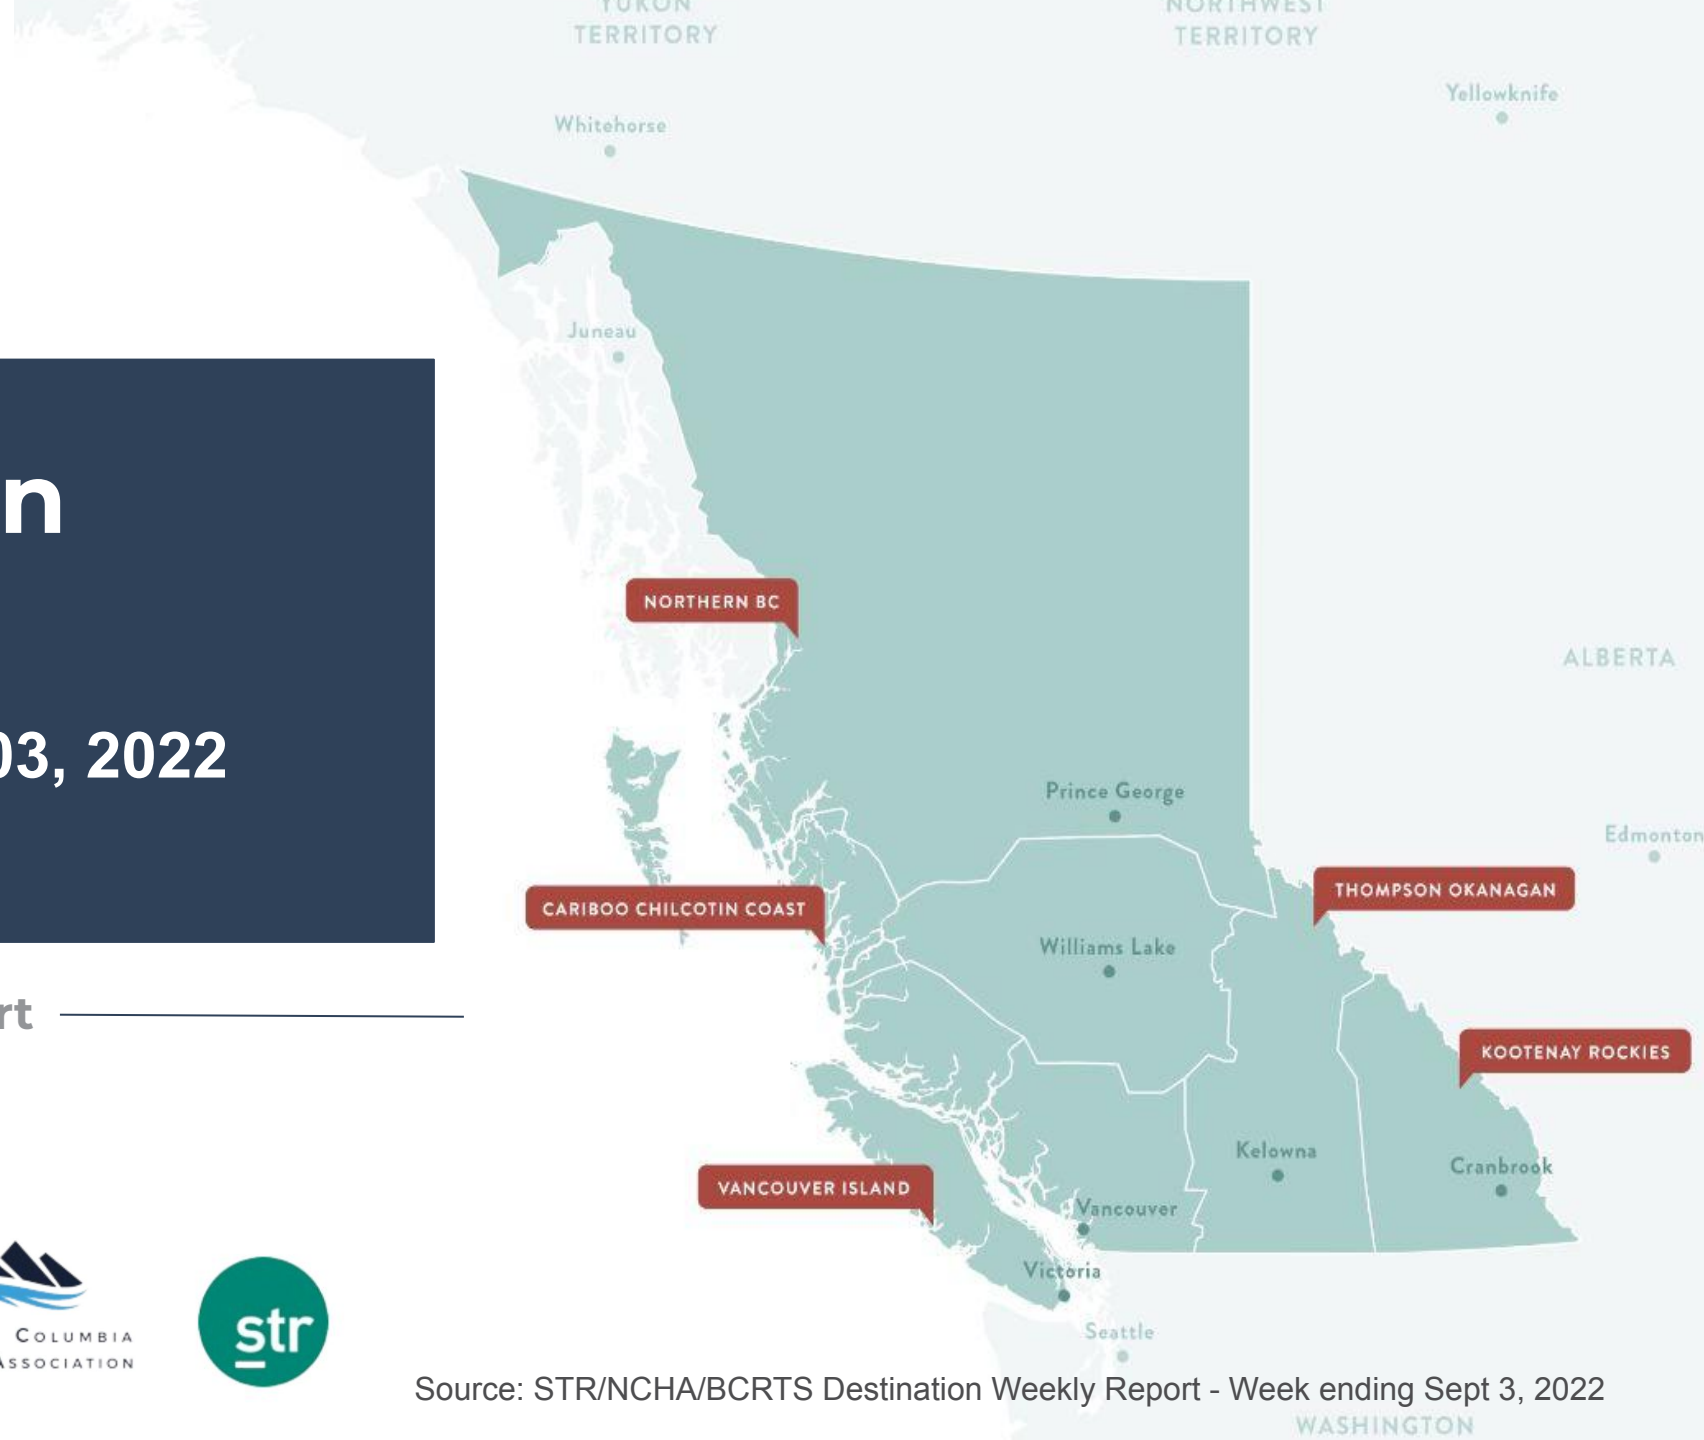 YUKON
TERRITORY
NORTHWEST
TERRITORY
Yellowknife
Whitehorse
Juneau
n
03, 2022
NORTHERN BC
ALBERTA
Prince George
Edmonton
THOMPSON OKANAGAN
CARIBOO CHILCOTIN COAST
Williams Lake
rt
KOOTENAY ROCKIES
Kelowna
Cranbrook
VANCOUVER ISLAND
Vancouver
Victoria
COLUMBIA
ASSOCIATION
str
Seattle
Source: STR/NCHA/BCRTS Destination Weekly Report - Week ending Sept 3, 2022
WASHINGTON